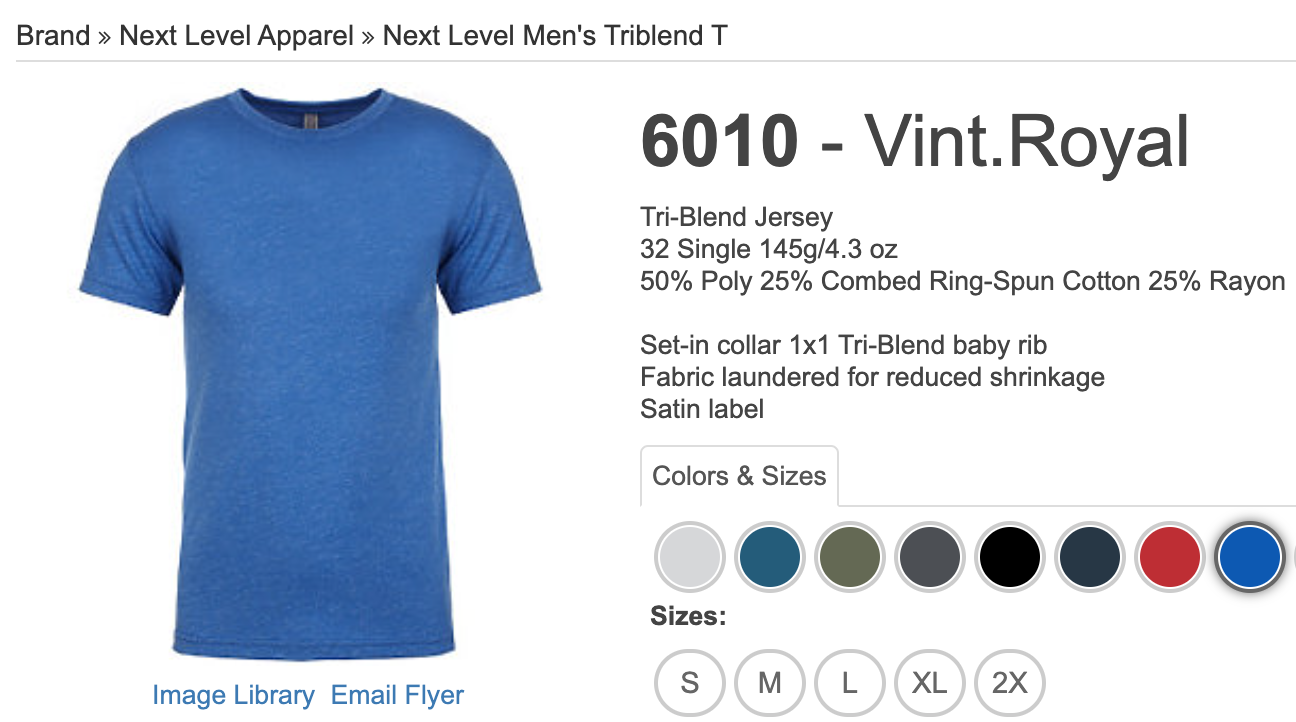 Brand » Next Level Apparel » Next Level Men's Triblend T
6010 - Vint.Royal
Tri-Blend Jersey
32 Single 145g/4.3 oz
50% Poly 25% Combed Ring-Spun Cotton 25% Rayon
Set-in collar 1x1 Tri-Blend baby rib
Fabric laundered for reduced shrinkage
Satin label
Colors & Sizes
Sizes:
S M L XL 2X
Image Library Email Flyer